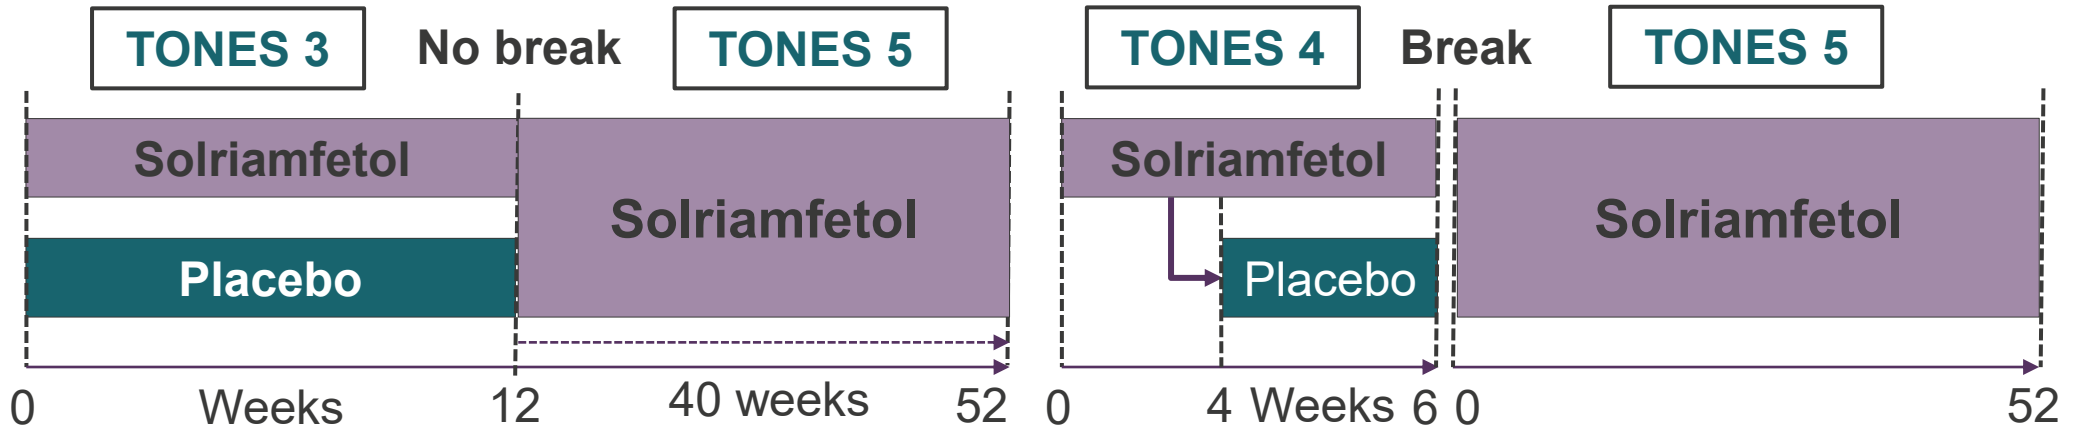 TONES 3 No break TONES 5 TONES 4 Break TONES 5
Solriamfetol Solriamfetol
Solriamfetol Solriamfetol
Placebo Placebo
0 Weeks 12 40 weeks 52 0 4 Weeks 6 0 52